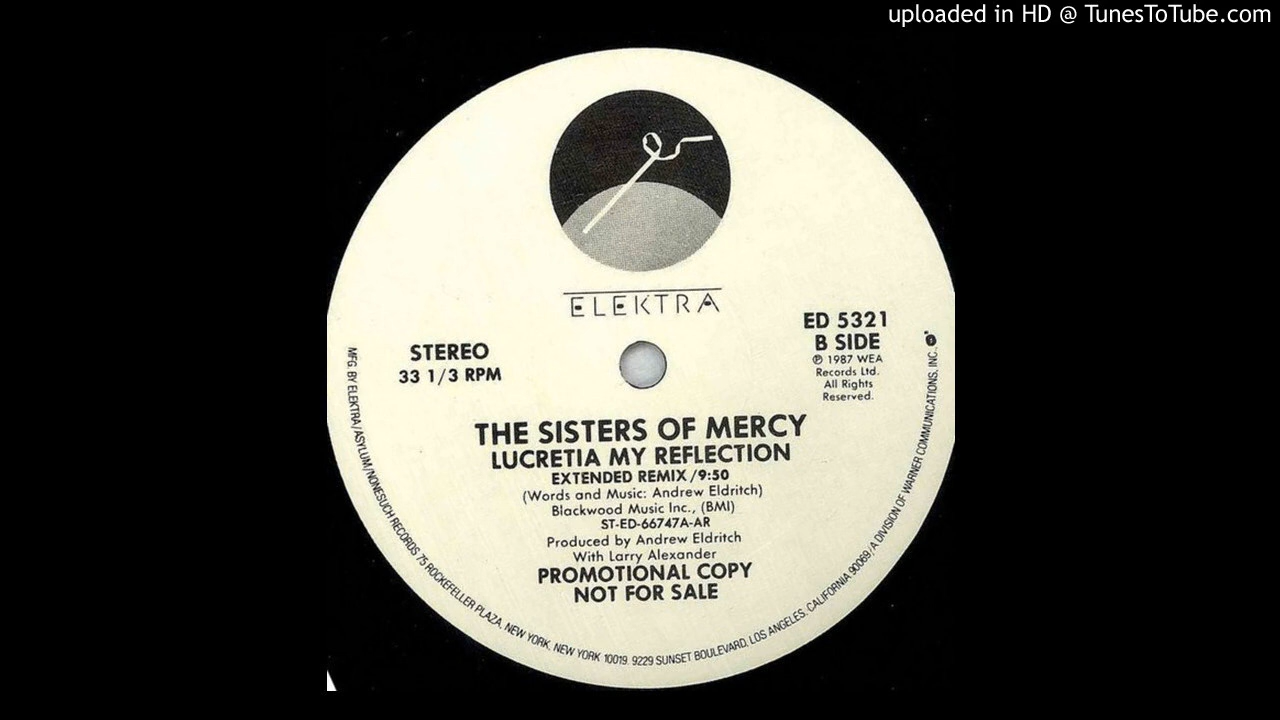 uploaded in HD @ TunesToTube.com
ELEKTRA
STEREO
33 1/3 RPM
ED 5321
B SIDE
℗ 1987 WEA
Records Ltd.
All Rights
Reserved.
THE SISTERS OF MERCY
LUCRETIA MY REFLECTION
EXTENDED REMIX/9:50
(Words and Music: Andrew Eldritch)
Blackwood Music Inc., (BMI)
ST-ED-66747A-AR
Produced by Andrew Eldritch
With Larry Alexander
PROMOTIONAL COPY
NOT FOR SALE
MFG. BY ELEKTRA/ASYLUM/NONESUCH RECORDS 75 ROCKEFELLER PLAZA, NEW YORK, NEW YORK 10019. 9229 SUNSET BOULEVARD, LOS ANGELES, CALIFORNIA 90069/A DIVISION OF WARNER COMMUNICATIONS, INC.,